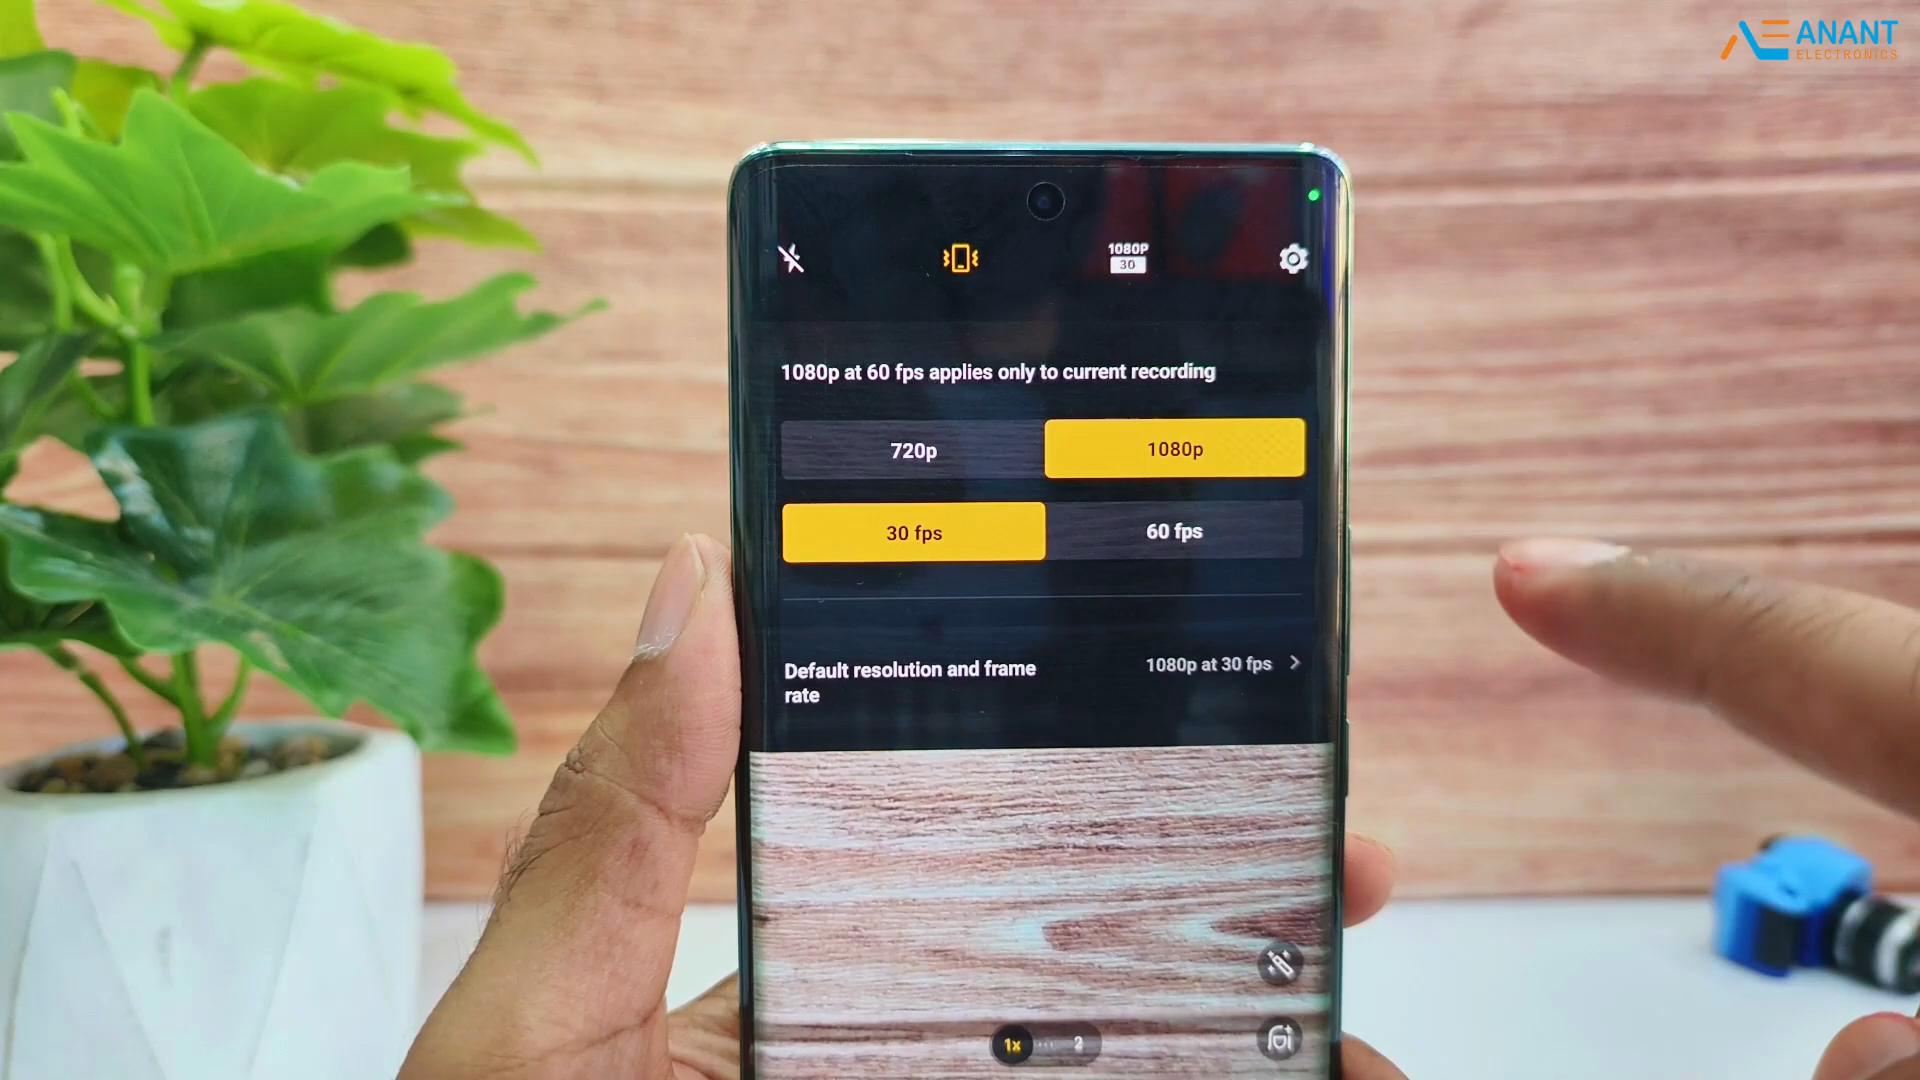 ANANT
ELECTRONICS
1080P
30
1080p at 60 fps applies only to current recording
720p 1080p
30 fps 60 fps
Default resolution and frame rate 1080p at 30 fps
1x 2